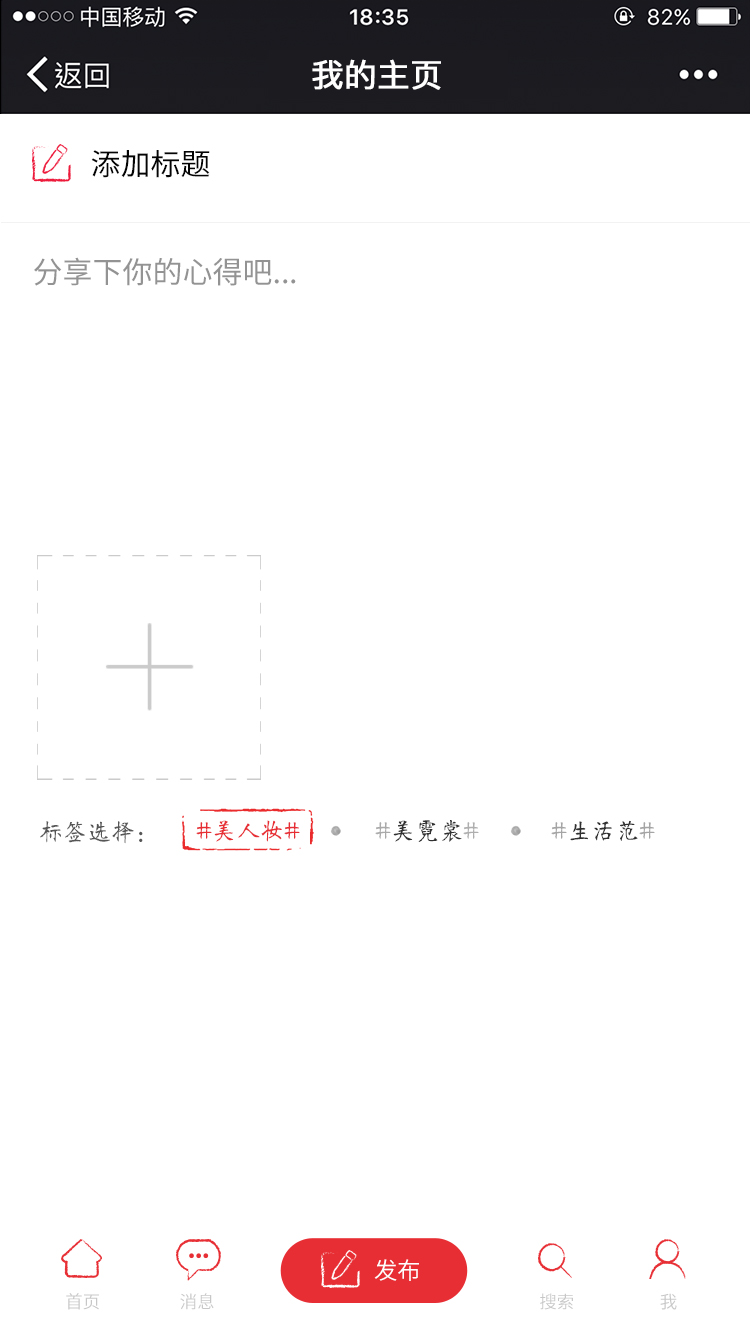 中国移动 18:35 82%
返回 我的主页
添加标题
分享下你的心得吧...
标签选择： #美人妆# #美霓裳# #生活范#
发布
首页 消息 搜索 我